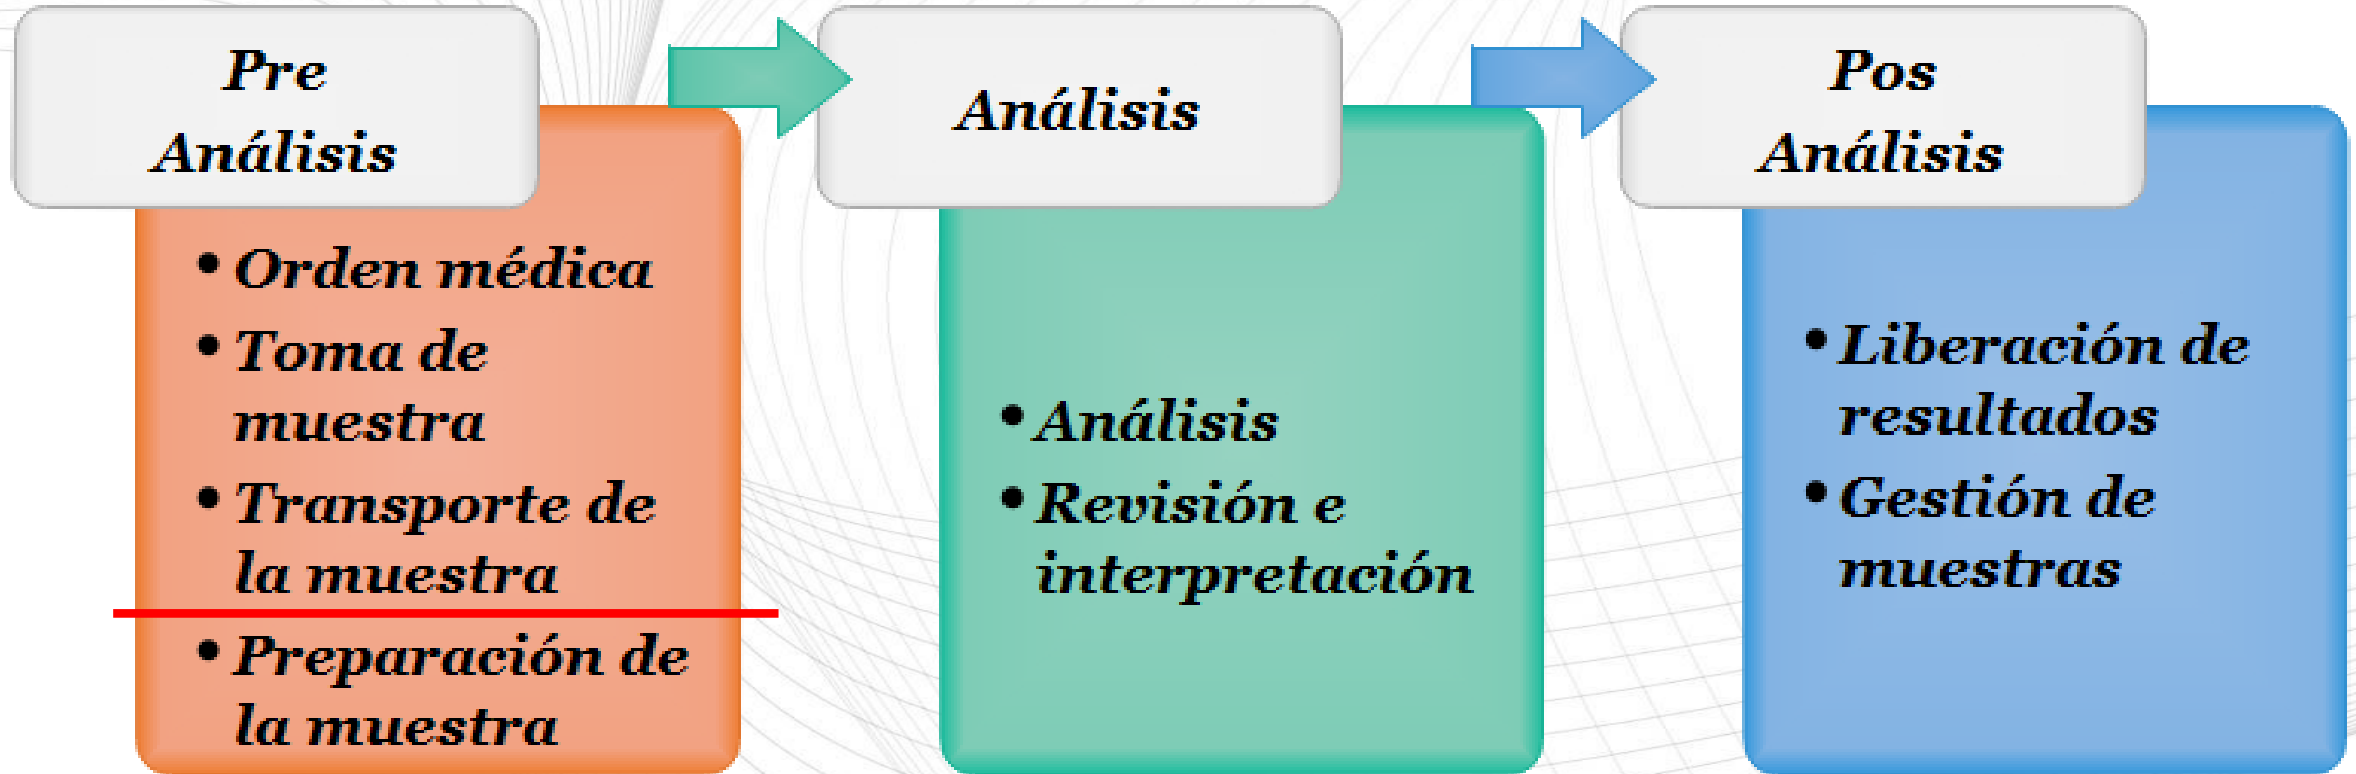 Pre
Análisis
• Orden médica
• Toma de
muestra
• Transporte de
la muestra
• Preparación de
la muestra
Análisis
• Análisis
• Revisión e
interpretación
Pos
Análisis
• Liberación de
resultados
• Gestión de
muestras